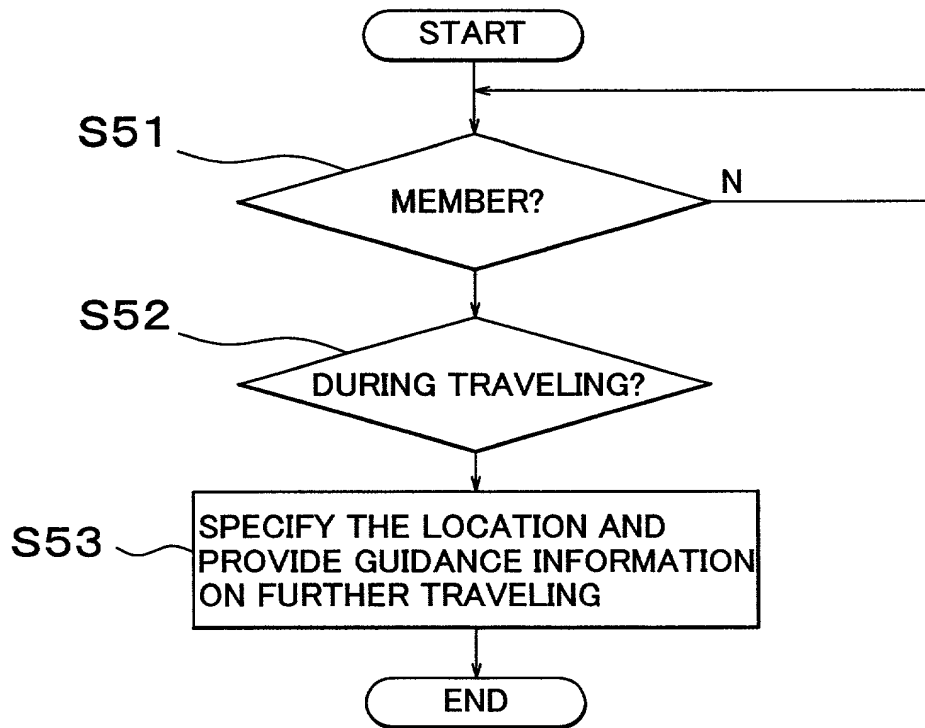 START
S51
MEMBER?
N
S52
DURING TRAVELING?
S53
SPECIFY THE LOCATION AND
PROVIDE GUIDANCE INFORMATION
ON FURTHER TRAVELING
END